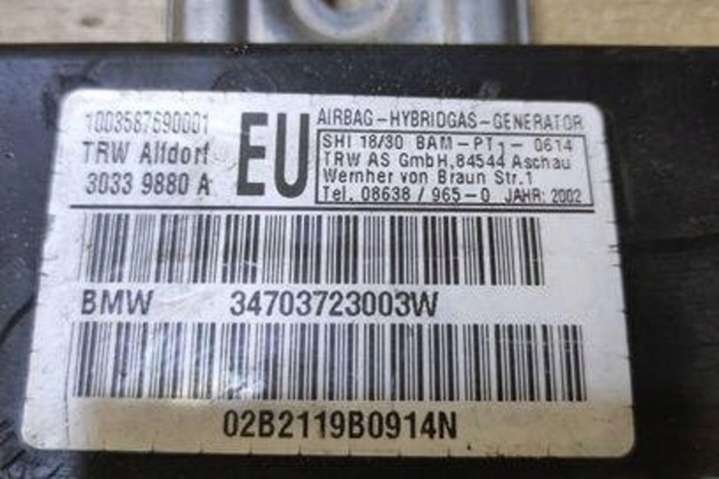 1003587690001
TRW Alfdorf
3033 9880 A
EU
AIRBAG-HYBRIDGAS-GENERATOR
SHI 18/30 BAM-PT1- 0614
TRW AS GmbH,84544 Aschau
Wernher von Braun Str.1
Tel. 08638 / 965-0 JAHR: 2002
BMW 34703723003W
02B2119B0914N